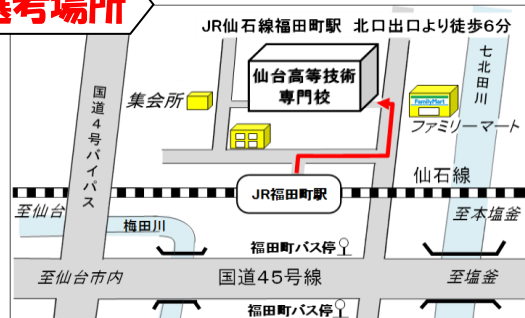 選考場所
JR仙石線福田町駅 北口出口より徒歩6分
仙台高等技術
専門校
七北田川
国道4号バイパス
集会所
FamilyMart
ファミリーマート
仙石線
JR福田町駅
至仙台
至本塩釜
梅田川
福田町バス停
至仙台市内
国道45号線
至塩釜
福田町バス停